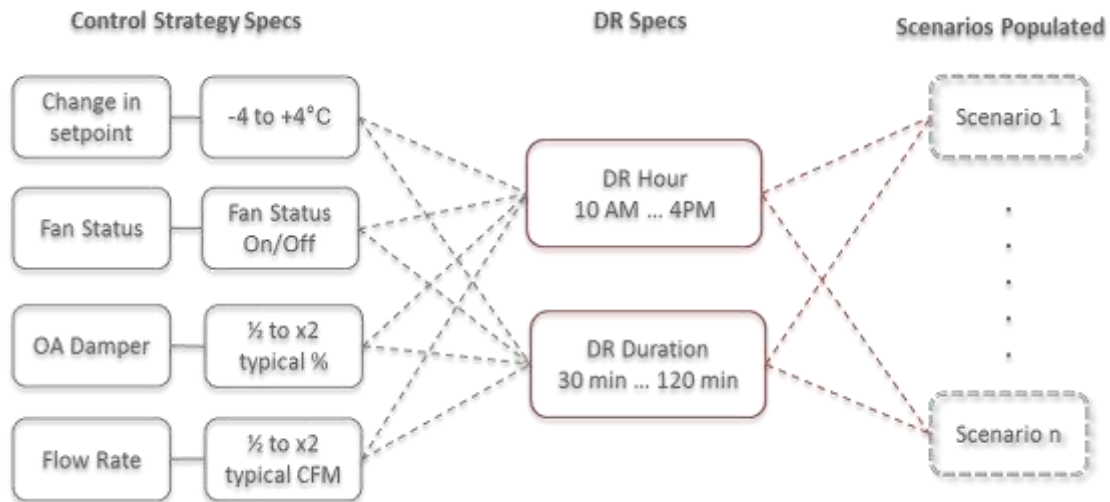 Control Strategy Specs
DR Specs
Scenarios Populated
Change in
setpoint
-4 to +4°C
Fan Status
Fan Status
On/Off
OA Damper
½ to x2
typical %
Flow Rate
½ to x2
typical CFM
DR Hour
10 AM ... 4PM
DR Duration
30 min ... 120 min
Scenario 1
Scenario n